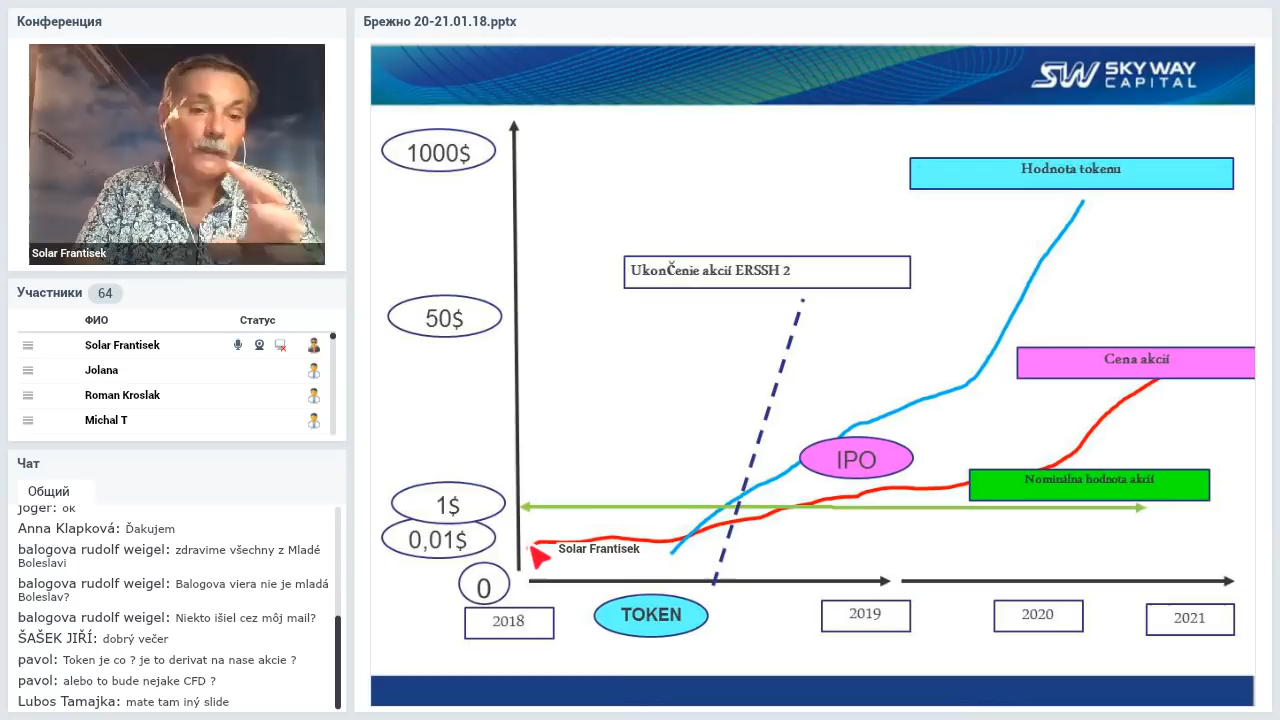 Конференция
Solar Frantisek
Участники 64
ФИО Статус
Solar Frantisek
Jolana
Roman Kroslak
Michal T
Чат
Общий
joger: ок
Anna Klapková: Ďakujem
balogova rudolf weigel: zdravime všechny z Mladé
Boleslavi
balogova rudolf weigel: Balogova viera nie je mladá
Boleslav?
balogova rudolf weigel: Niekto išiel cez môj mail?
ŠAŠEK JIŘÍ: dobrý večer
pavol: Token je co ? je to derivat na nase akcie ?
pavol: alebo to bude nejake CFD ?
Lubos Tamajka: mate tam iný slide
Брежно 20-21.01.18.pptx
SW SKY WAY
CAPITAL
1000$
Hodnota tokenu
UkonČenie akcií ERSSH 2
50$
Cena akcií
IPO
Nominálna hodnota akcií
1$
0,01$
Solar Frantisek
0
2018
TOKEN
2019
2020
2021